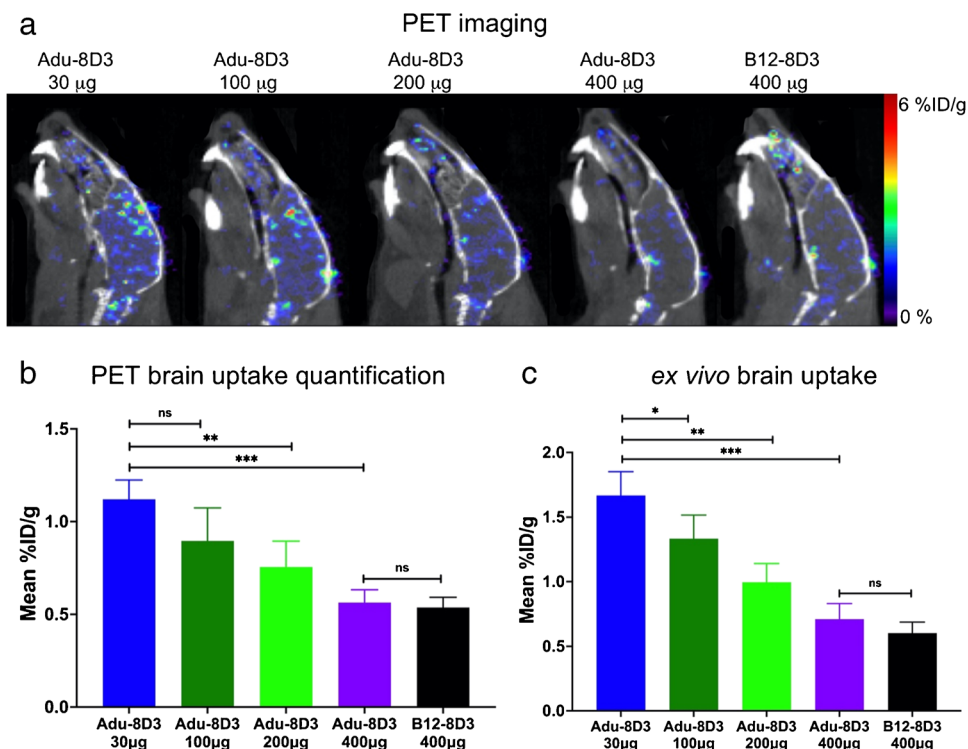 a
PET imaging
Adu-8D3
30 µg
Adu-8D3
100 µg
Adu-8D3
200 µg
Adu-8D3
400 µg
B12-8D3
400 µg
6 %ID/g
0 %
b
PET brain uptake quantification
Mean %ID/g
1.5
1.0
0.5
0.0
ns
**
***
ns
Adu-8D3
30µg
Adu-8D3
100µg
Adu-8D3
200µg
Adu-8D3
400µg
B12-8D3
400µg
c
ex vivo brain uptake
Mean %ID/g
2.0
1.5
1.0
0.5
0.0
*
**
***
ns
Adu-8D3
30µg
Adu-8D3
100µg
Adu-8D3
200µg
Adu-8D3
400µg
B12-8D3
400µg